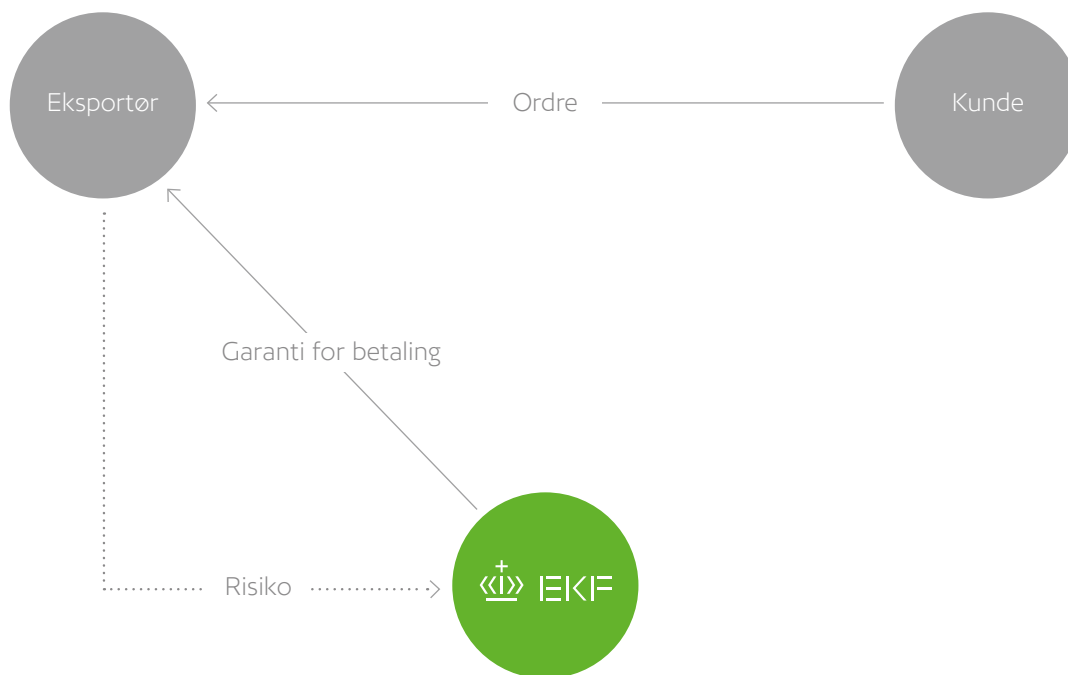 Eksportør
Ordre
Kunde
Garanti for betaling
Risiko
EKF